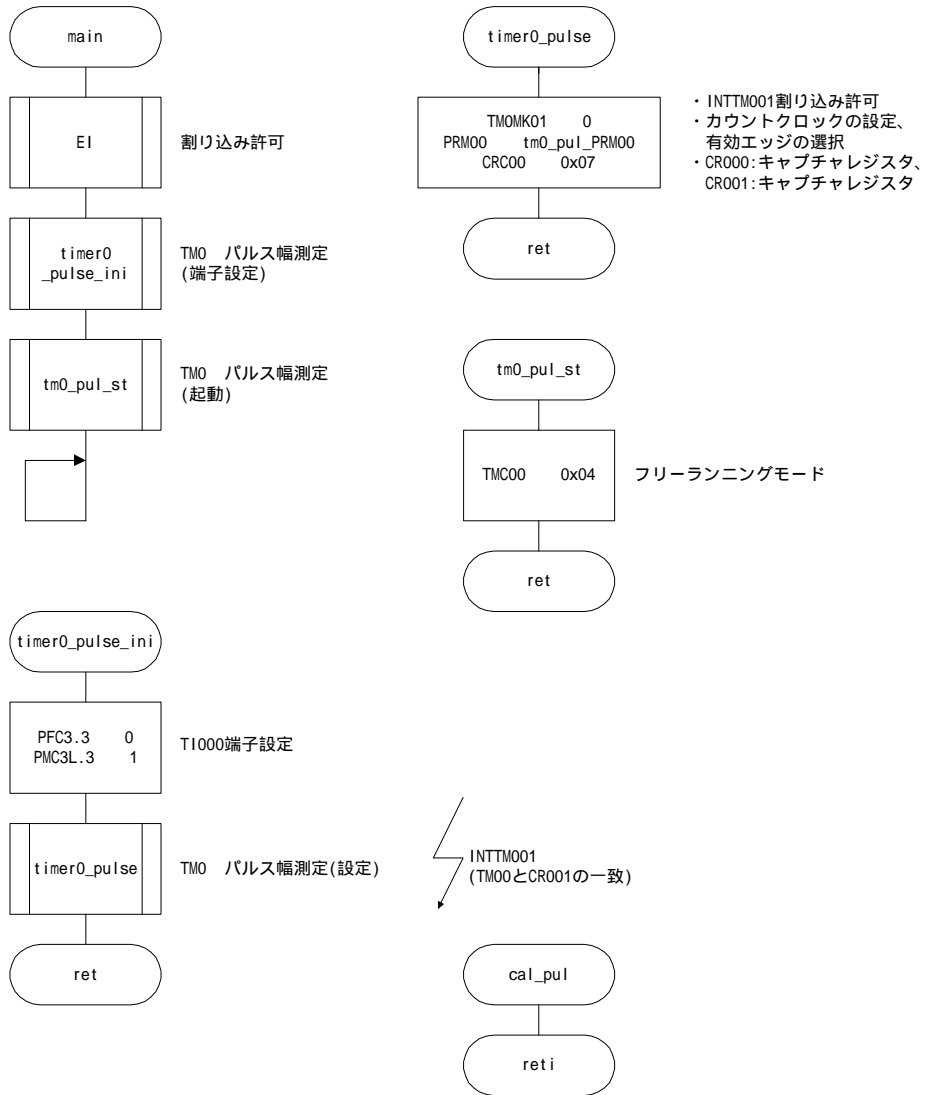 main
EI
割り込み許可
timer0
_pulse_ini
TM0 パルス幅測定
(端子設定)
tm0_pul_st
TM0 パルス幅測定
(起動)
timer0_pulse
TM0MK01 0
PRM00 tm0_pul_PRM00
CRC00 0x07
・INTTM001割り込み許可
・カウントクロックの設定、
有効エッジの選択
・CR000:キャプチャレジスタ、
CR001:キャプチャレジスタ
ret
tm0_pul_st
TMC00 0x04
フリーランニングモード
ret
timer0_pulse_ini
PFC3.3 0
PMC3L.3 1
TI000端子設定
timer0_pulse
TM0 パルス幅測定(設定)
ret
INTTM001
(TM00とCR001の一致)
cal_pul
reti